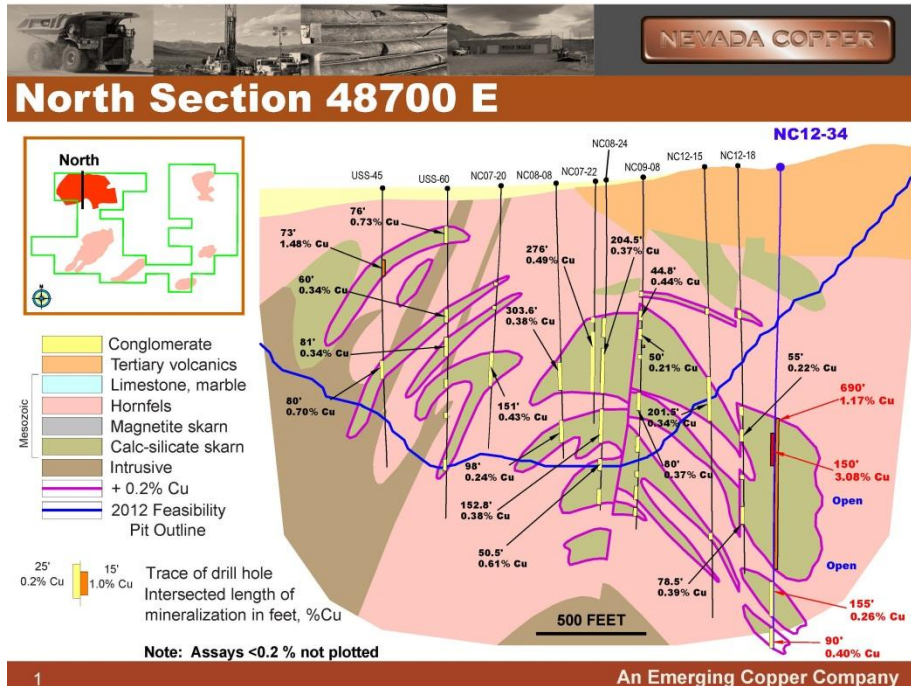 NEVADA COPPER
North Section 48700 E
North
NC12-34
NC08-24
USS-45
USS-60
NC07-20
NC08-08
NC07-22
NC09-08
NC12-15
NC12-18
76'
0.73% Cu
73'
1.48% Cu
60'
0.34% Cu
81'
0.34% Cu
80'
0.70% Cu
276'
0.49% Cu
204.5'
0.37% Cu
44.8'
0.44% Cu
303.6'
0.38% Cu
50'
0.21% Cu
55'
0.22% Cu
151'
0.43% Cu
201.5'
0.34% Cu
690'
1.17% Cu
98'
0.24% Cu
80'
0.37% Cu
150'
3.08% Cu
152.8'
0.38% Cu
Open
50.5'
0.61% Cu
78.5'
0.39% Cu
Open
155'
0.26% Cu
90'
0.40% Cu
500 FEET
Conglomerate
Tertiary volcanics
Mesozoic
Limestone, marble
Hornfels
Magnetite skarn
Calc-silicate skarn
Intrusive
+ 0.2% Cu
2012 Feasibility
Pit Outline
25'
0.2% Cu
15'
1.0% Cu
Trace of drill hole
Intersected length of
mineralization in feet, %Cu
Note: Assays <0.2 % not plotted
1
An Emerging Copper Company